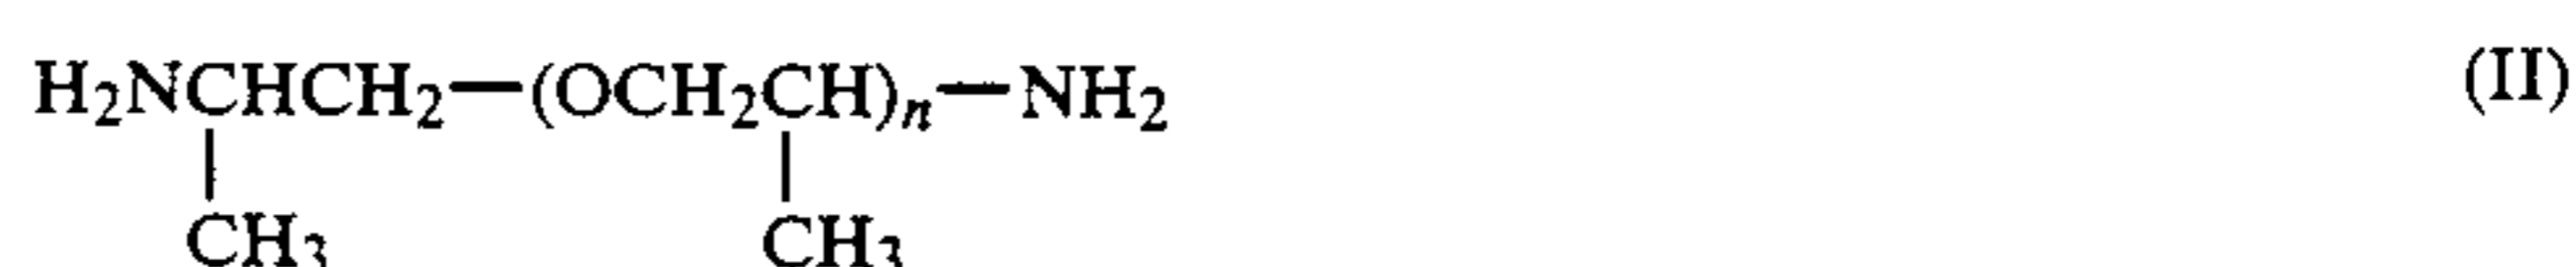 H₂NCHCH₂—(OCH₂CH)ₙ—NH₂ (II)
CH₃ CH₃